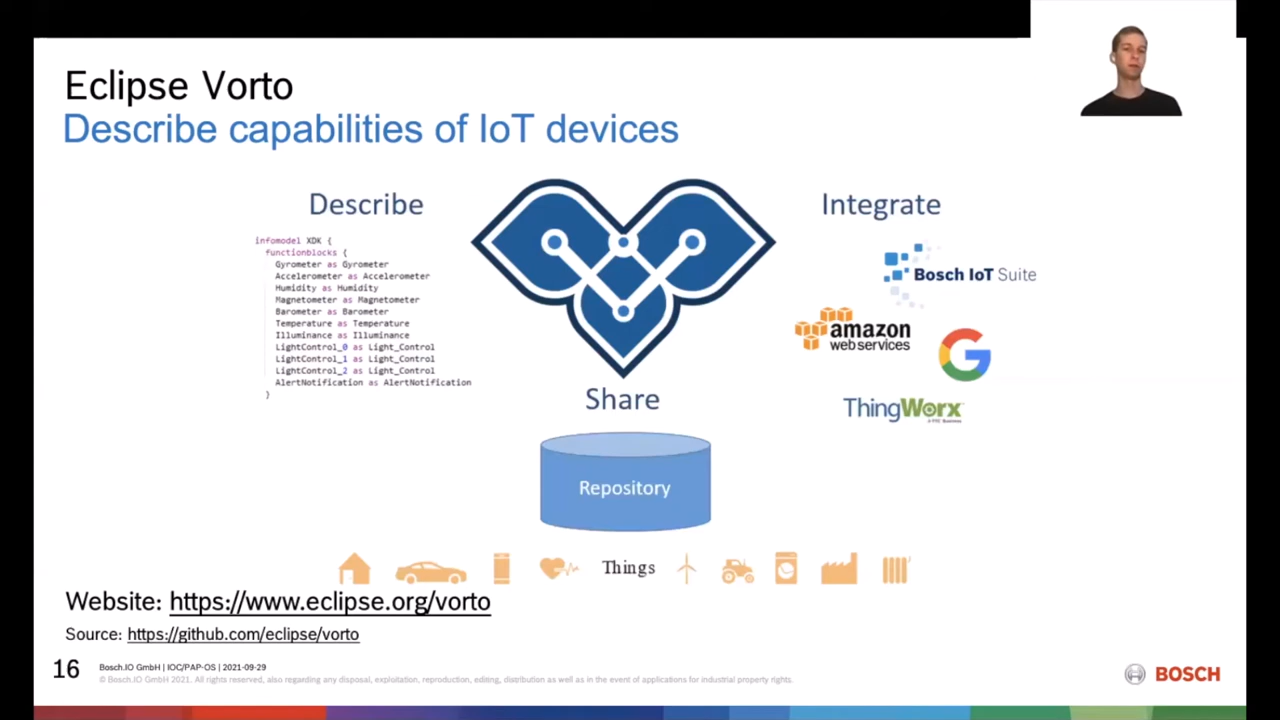 Eclipse Vorto
Describe capabilities of IoT devices
Describe
infomodel XDK {
functionblocks {
Gyrometer as Gyrometer
Accelerometer as Accelerometer
Humidity as Humidity
Magnetometer as Magnetometer
Barometer as Barometer
Temperature as Temperature
Illuminance as Illuminance
LightControl_0 as Light_Control
LightControl_1 as Light_Control
LightControl_2 as Light_Control
AlertNotification as AlertNotification
}
Share
Repository
Integrate
Bosch IoT Suite
amazon
webservices
G
ThingWorx
Things
Website: https://www.eclipse.org/vorto
Source: https://github.com/eclipse/vorto
16
Bosch.IO GmbH | IOC/PAP-OS | 2021-09-29
© Bosch.IO GmbH 2021. All rights reserved, also regarding any disposal, exploitation, reproduction, editing, distribution as well as in the event of applications for industrial property rights.
BOSCH